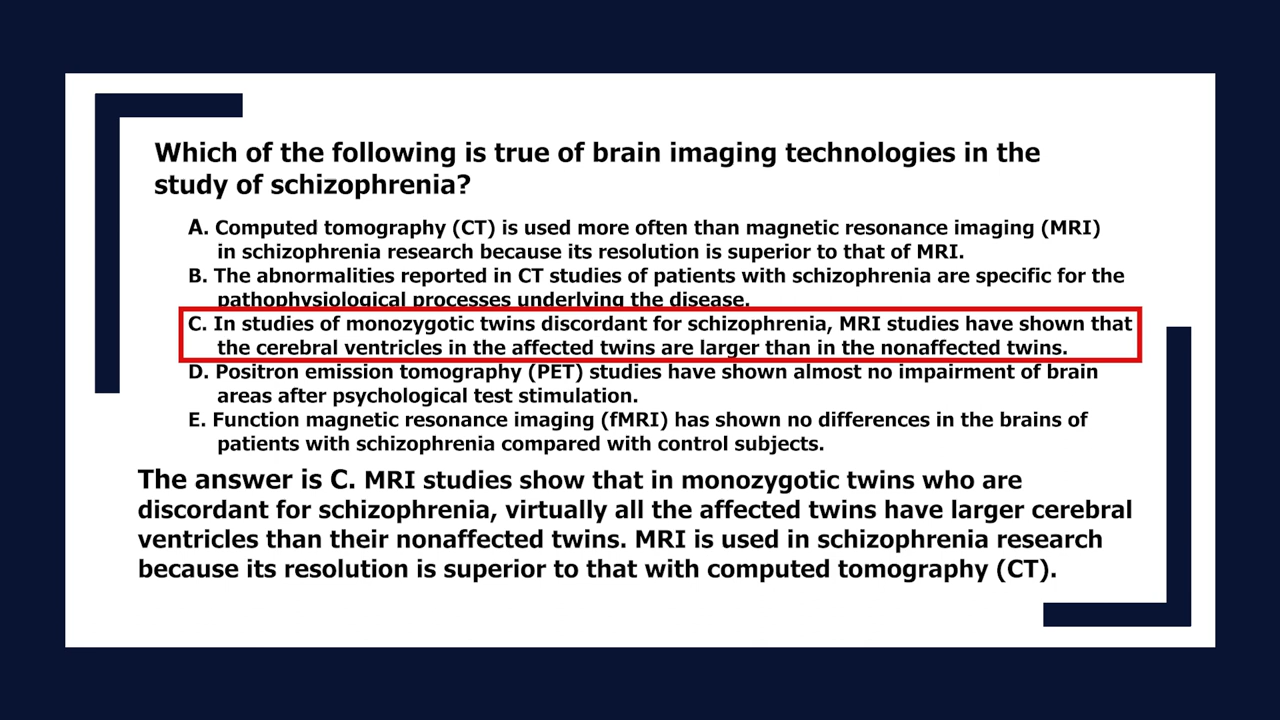 Which of the following is true of brain imaging technologies in the
study of schizophrenia?
A. Computed tomography (CT) is used more often than magnetic resonance imaging (MRI)
in schizophrenia research because its resolution is superior to that of MRI.
B. The abnormalities reported in CT studies of patients with schizophrenia are specific for the
pathophysiological processes underlying the disease.
C. In studies of monozygotic twins discordant for schizophrenia, MRI studies have shown that
the cerebral ventricles in the affected twins are larger than in the nonaffected twins.
D. Positron emission tomography (PET) studies have shown almost no impairment of brain
areas after psychological test stimulation.
E. Function magnetic resonance imaging (fMRI) has shown no differences in the brains of
patients with schizophrenia compared with control subjects.
The answer is C. MRI studies show that in monozygotic twins who are
discordant for schizophrenia, virtually all the affected twins have larger cerebral
ventricles than their nonaffected twins. MRI is used in schizophrenia research
because its resolution is superior to that with computed tomography (CT).